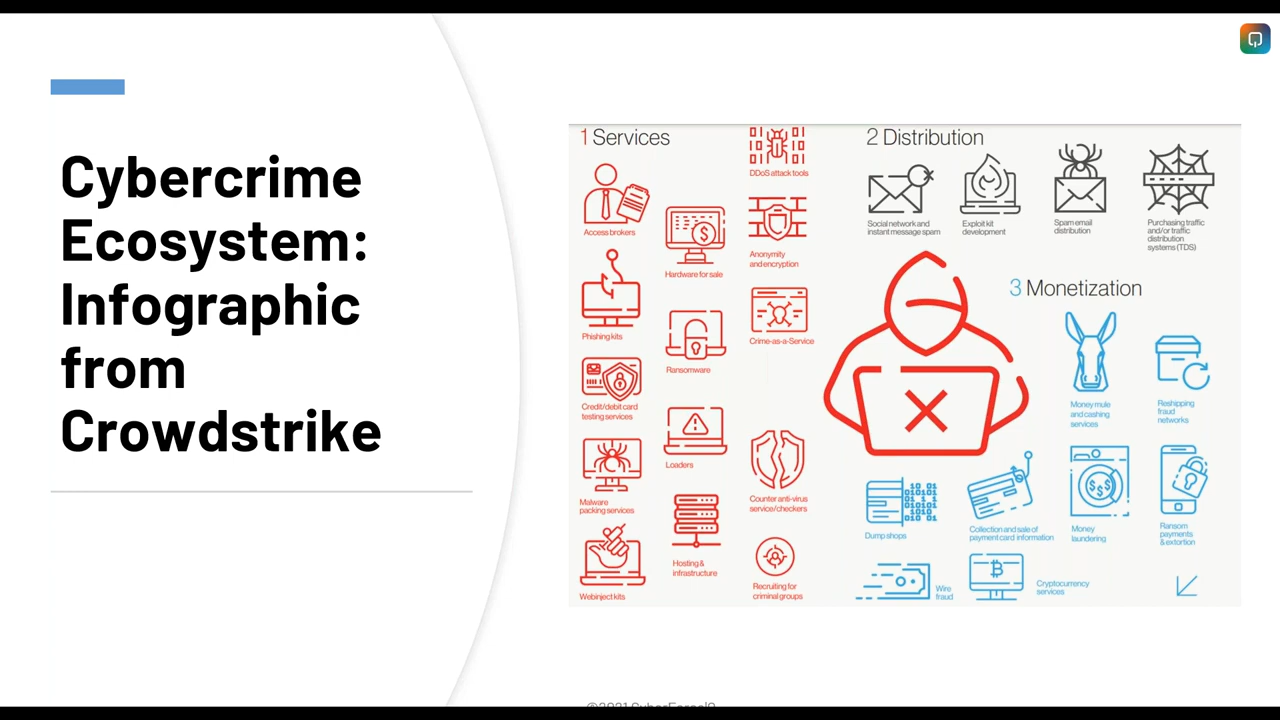 Cybercrime
Ecosystem:
Infographic
from
Crowdstrike
1 Services
Access brokers
Phishing kits
Credit/debit card
testing services
Malware
packing services
Webinject kits
Hardware for sale
Ransomware
Loaders
Hosting &
infrastructure
DDoS attack tools
Anonymity
and encryption
Crime-as-a-Service
Counter anti-virus
service/checkers
Recruiting for
criminal groups
2 Distribution
Social network and
instant message spam
Exploit kit
development
Spam email
distribution
Purchasing traffic
and/or traffic
distribution
systems (TDS)
3 Monetization
Money mule
and cashing
services
Reshipping
fraud
networks
Dump shops
Collection and sale of
payment card information
Money
laundering
Ransom
payments
& extortion
Wire
fraud
Cryptocurrency
services